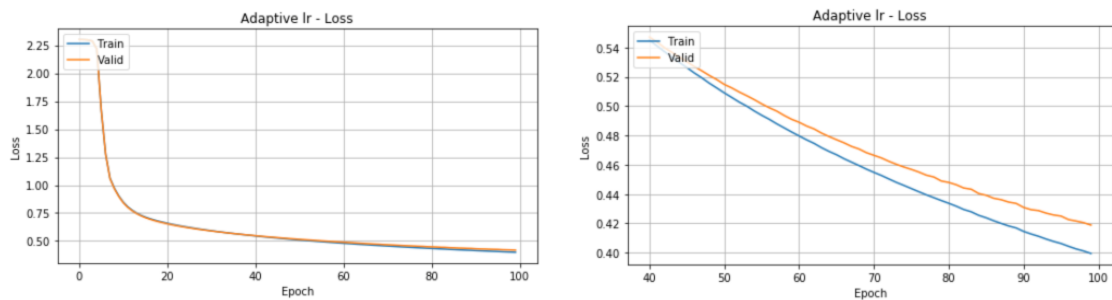 Adaptive lr - Loss
Train
Valid
Loss
2.25
2.00
1.75
1.50
1.25
1.00
0.75
0.50
0 20 40 60 80 100
Epoch
Adaptive lr - Loss
Train
Valid
Loss
0.54
0.52
0.50
0.48
0.46
0.44
0.42
0.40
40 50 60 70 80 90 100
Epoch